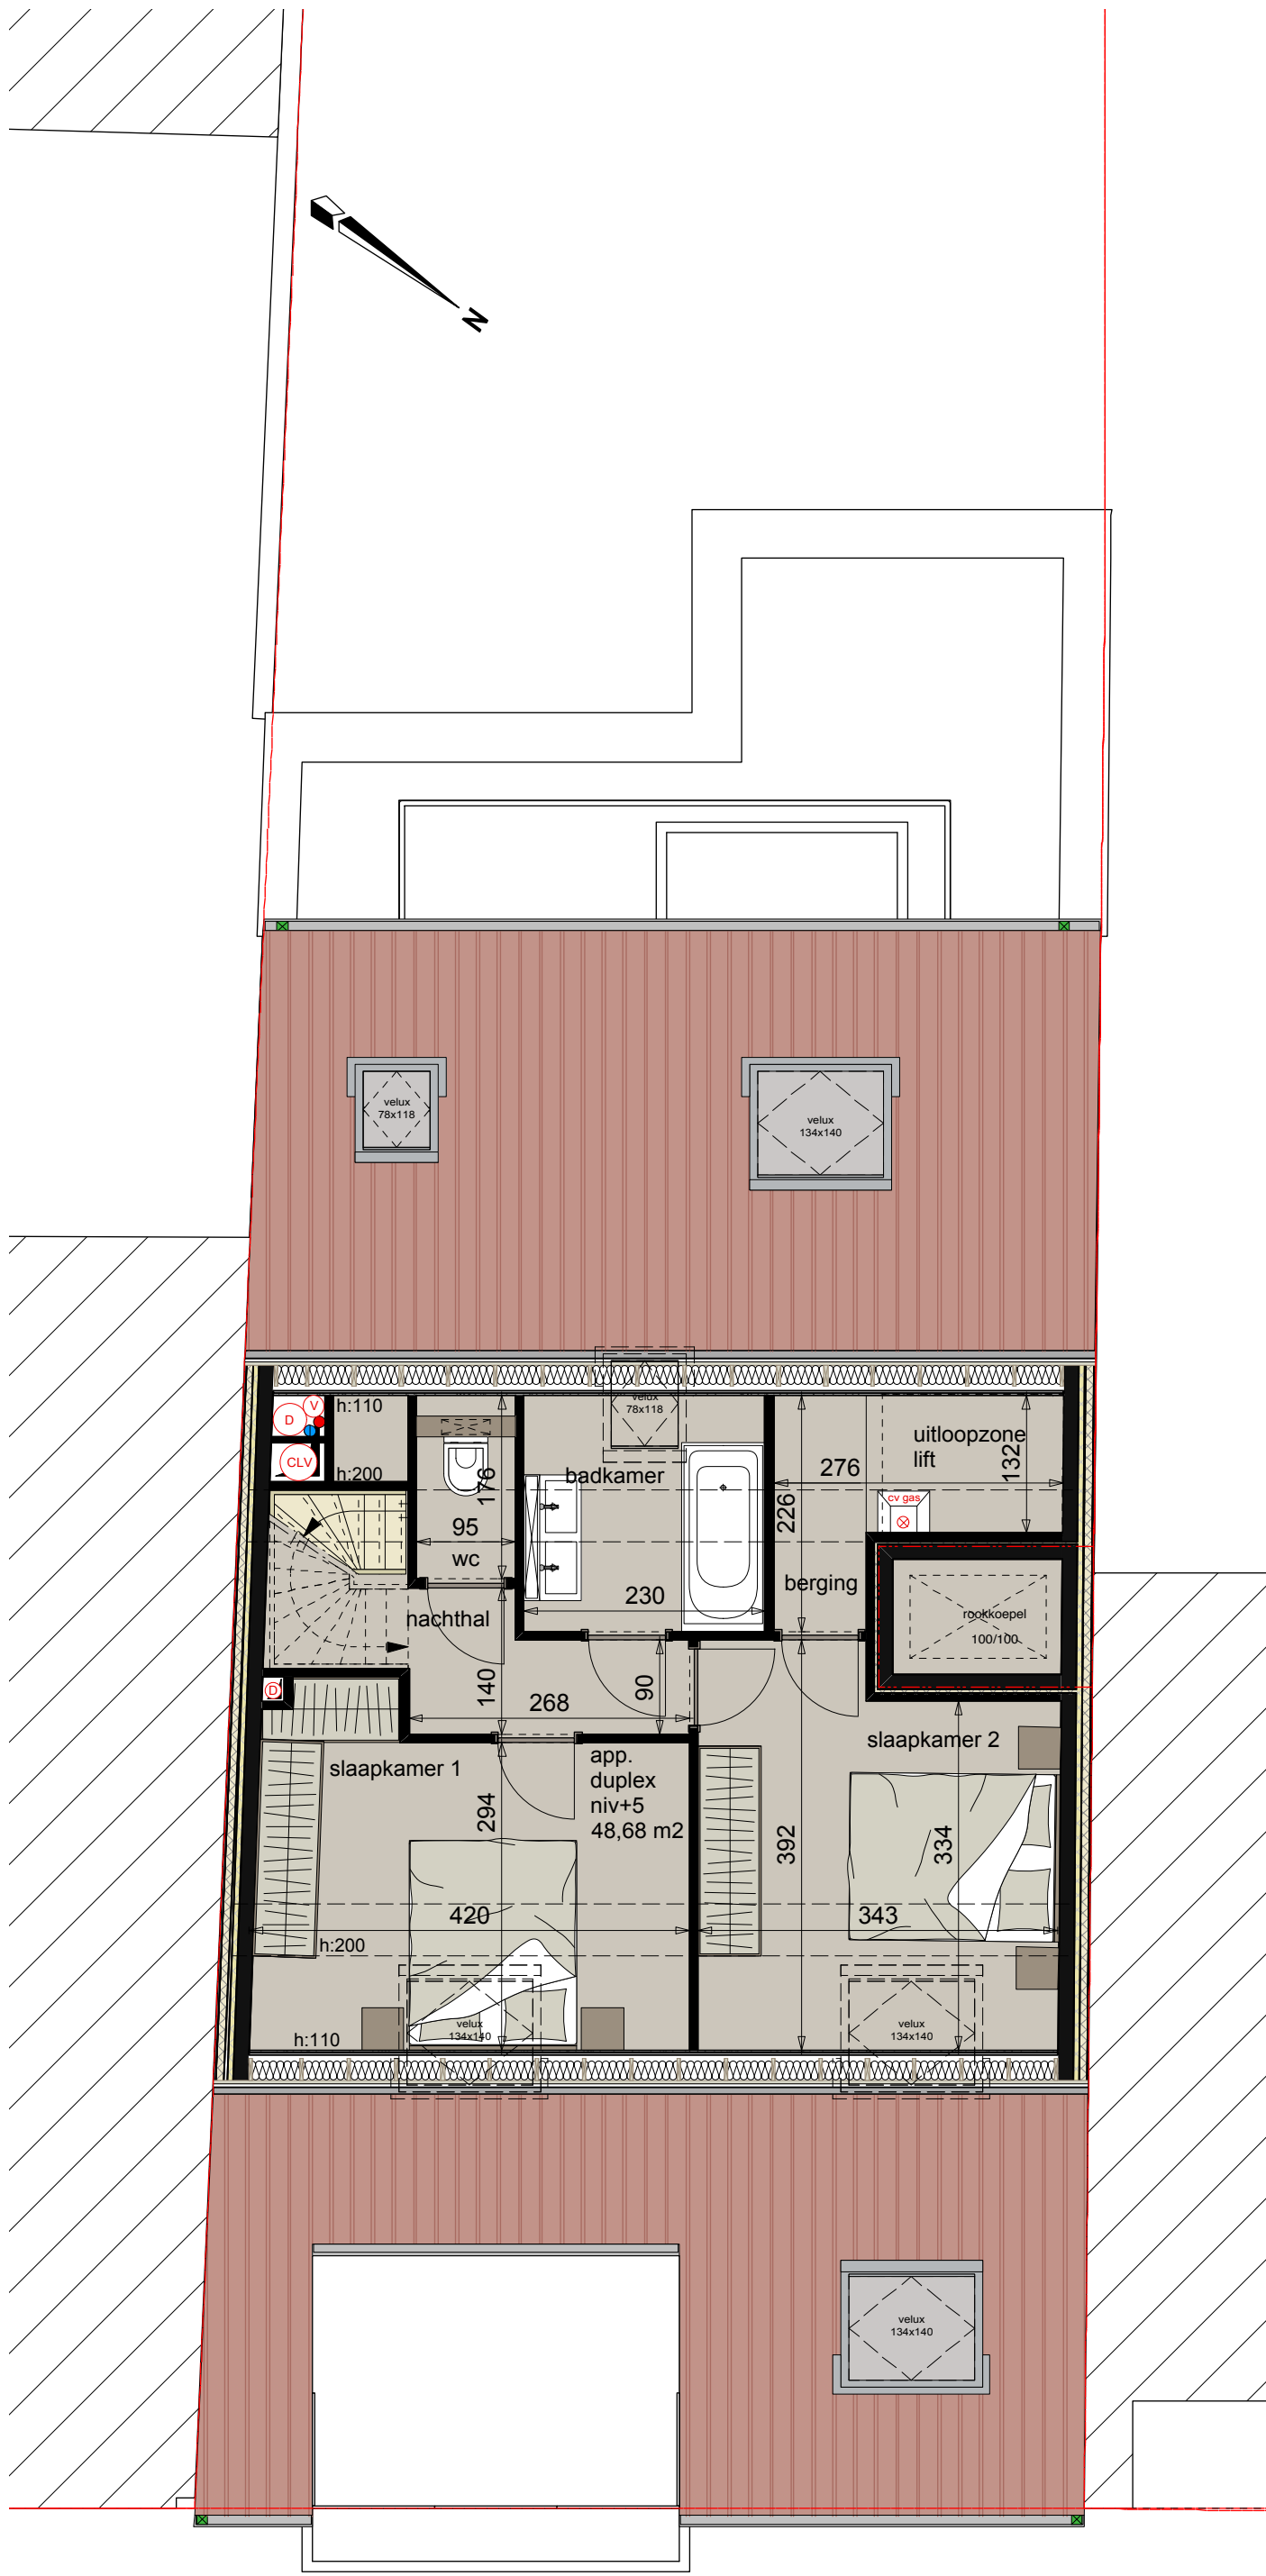 N
velux
78x118
velux
134x140
V
D
CLV
h:110
h:200
velux
78x118
176
95
wc
badkamer
230
276
226
uitloopzone
lift
132
cv gas
berging
rookkoepel
100/100
nachthal
140
268
90
D
slaapkamer 1
294
app.
duplex
niv+5
48,68 m2
slaapkamer 2
392
334
420
343
h:200
h:110
velux
134x140
velux
134x140
velux
134x140